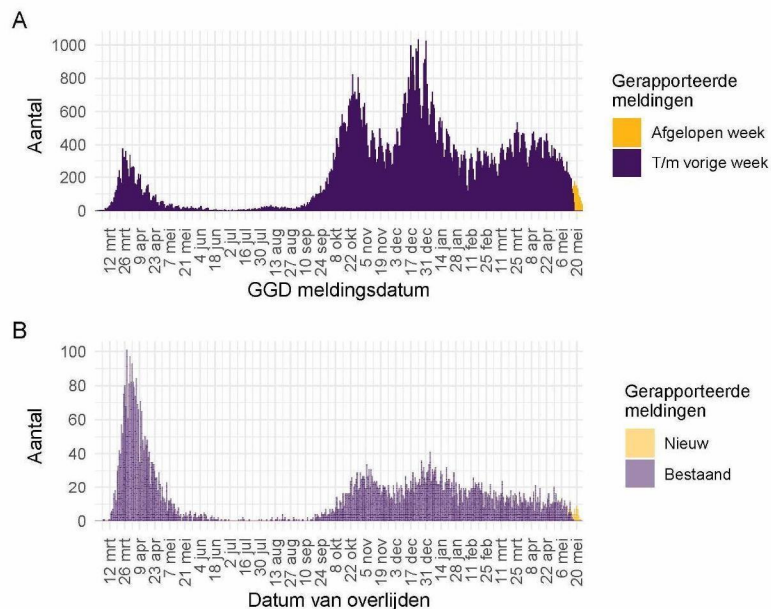 A
1000
800
600
400
200
0
Aantal
12 mrt
26 mrt
9 apr
23 apr
7 mei
21 mei
4 jun
18 jun
2 jul
16 jul
30 jul
13 aug
27 aug
10 sep
24 sep
8 okt
22 okt
5 nov
19 nov
3 dec
17 dec
31 dec
14 jan
28 jan
11 feb
25 feb
11 mrt
25 mrt
8 apr
22 apr
6 mei
20 mei
GGD meldingsdatum
Gerapporteerde
meldingen
Afgelopen week
T/m vorige week
B
100
80
60
40
20
0
Aantal
12 mrt
26 mrt
9 apr
23 apr
7 mei
21 mei
4 jun
18 jun
2 jul
16 jul
30 jul
13 aug
27 aug
10 sep
24 sep
8 okt
22 okt
5 nov
19 nov
3 dec
17 dec
31 dec
14 jan
28 jan
11 feb
25 feb
11 mrt
25 mrt
8 apr
22 apr
6 mei
20 mei
Datum van overlijden
Gerapporteerde
meldingen
Nieuw
Bestaand